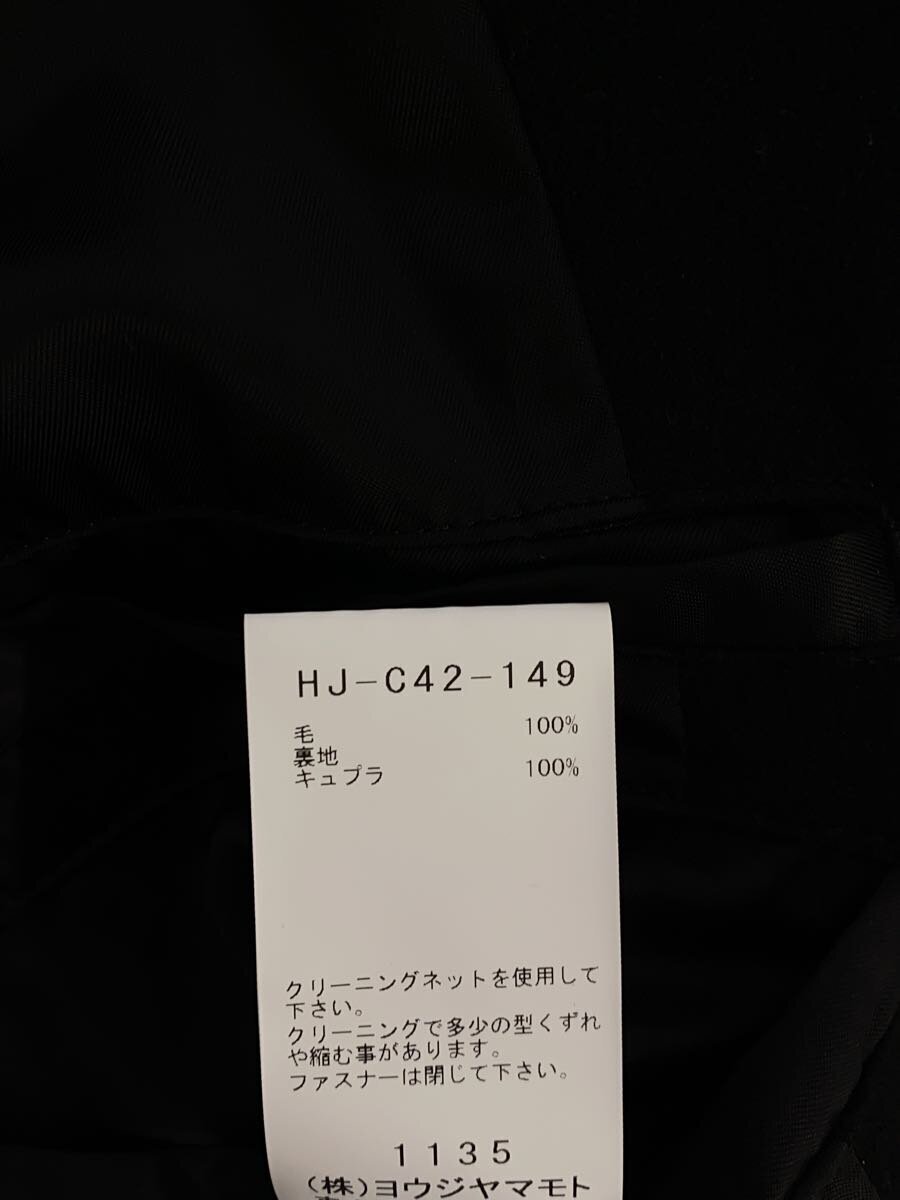 HJ-C42-149
毛 100%
裏地
キュプラ 100%
クリーニングネットを使用して
下さい。
クリーニングで多少の型くずれ
や縮む事があります。
ファスナーは閉じて下さい。
1135
(株)ヨウジヤマモト